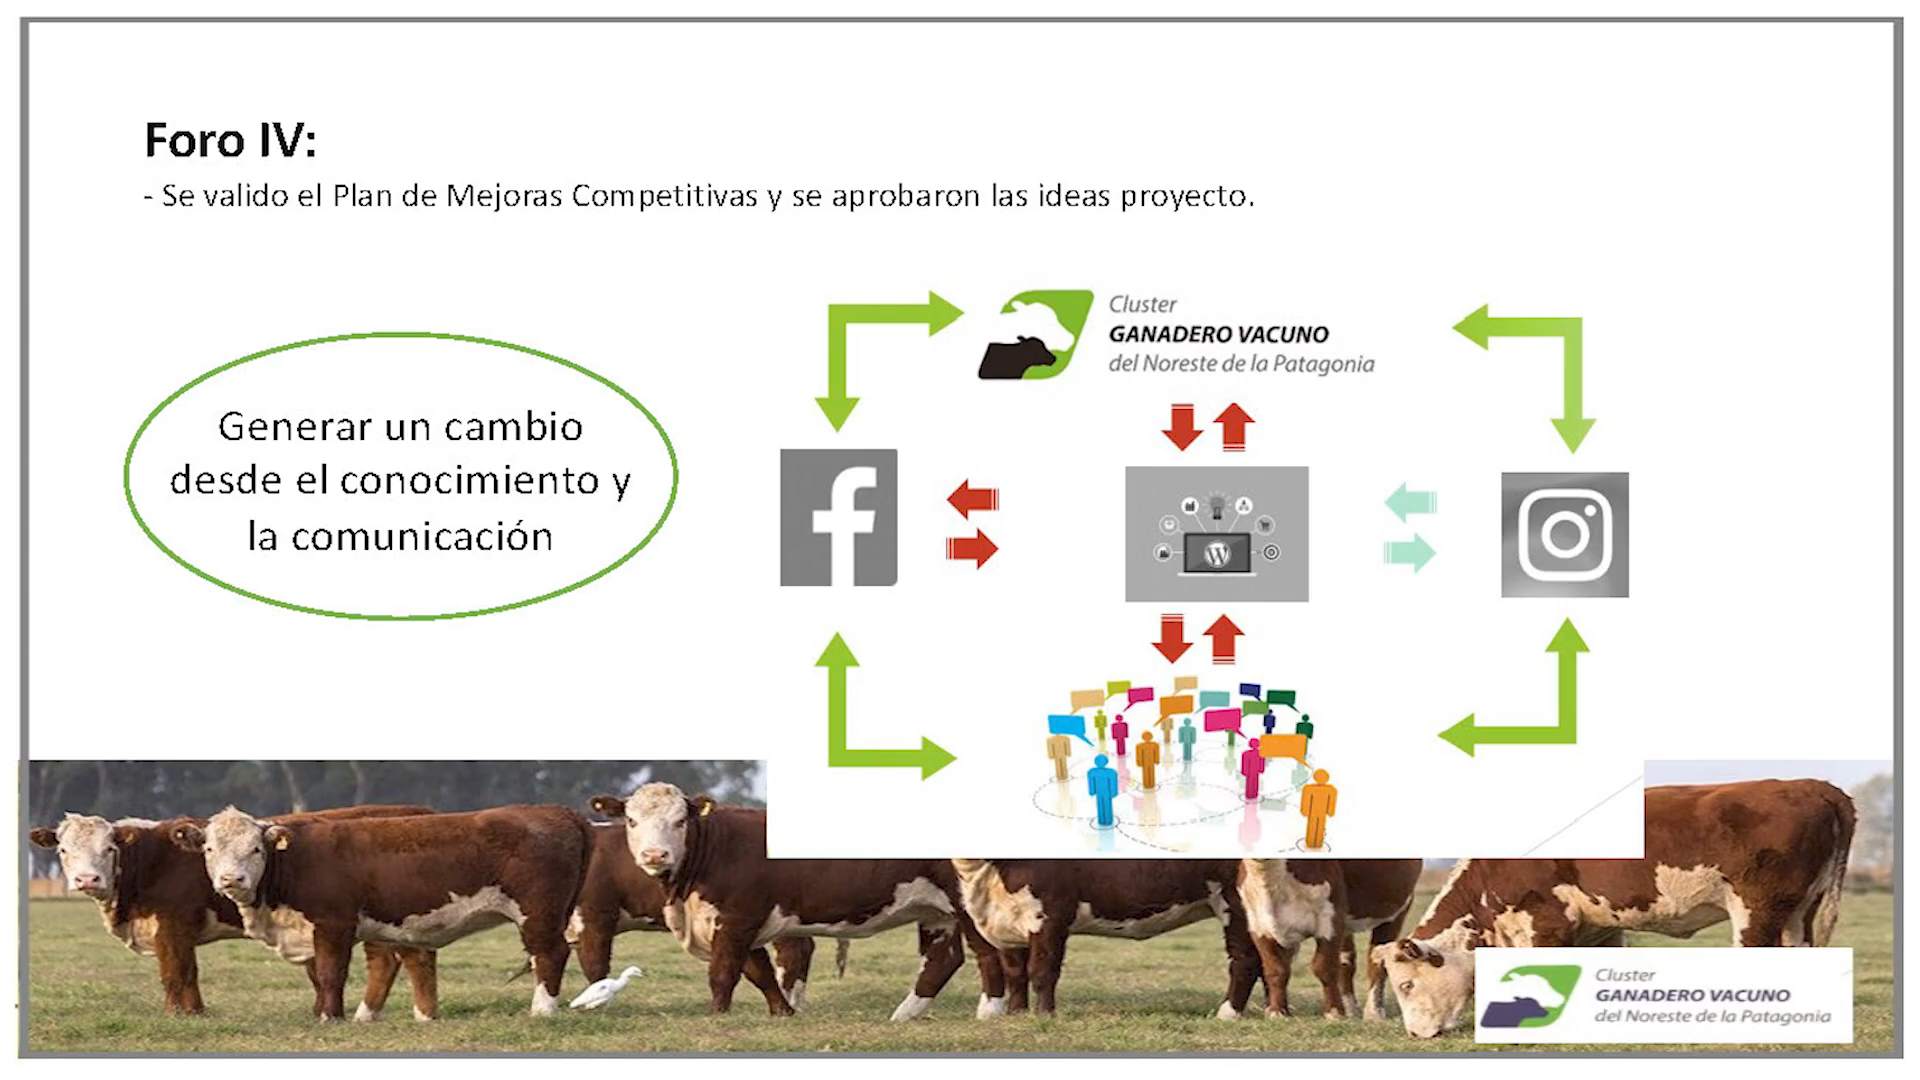 Foro IV:
- Se valido el Plan de Mejoras Competitivas y se aprobaron las ideas proyecto.
Generar un cambio
desde el conocimiento y
la comunicación
Cluster
GANADERO VACUNO
del Noreste de la Patagonia
Cluster
GANADERO VACUNO
del Noreste de la Patagonia